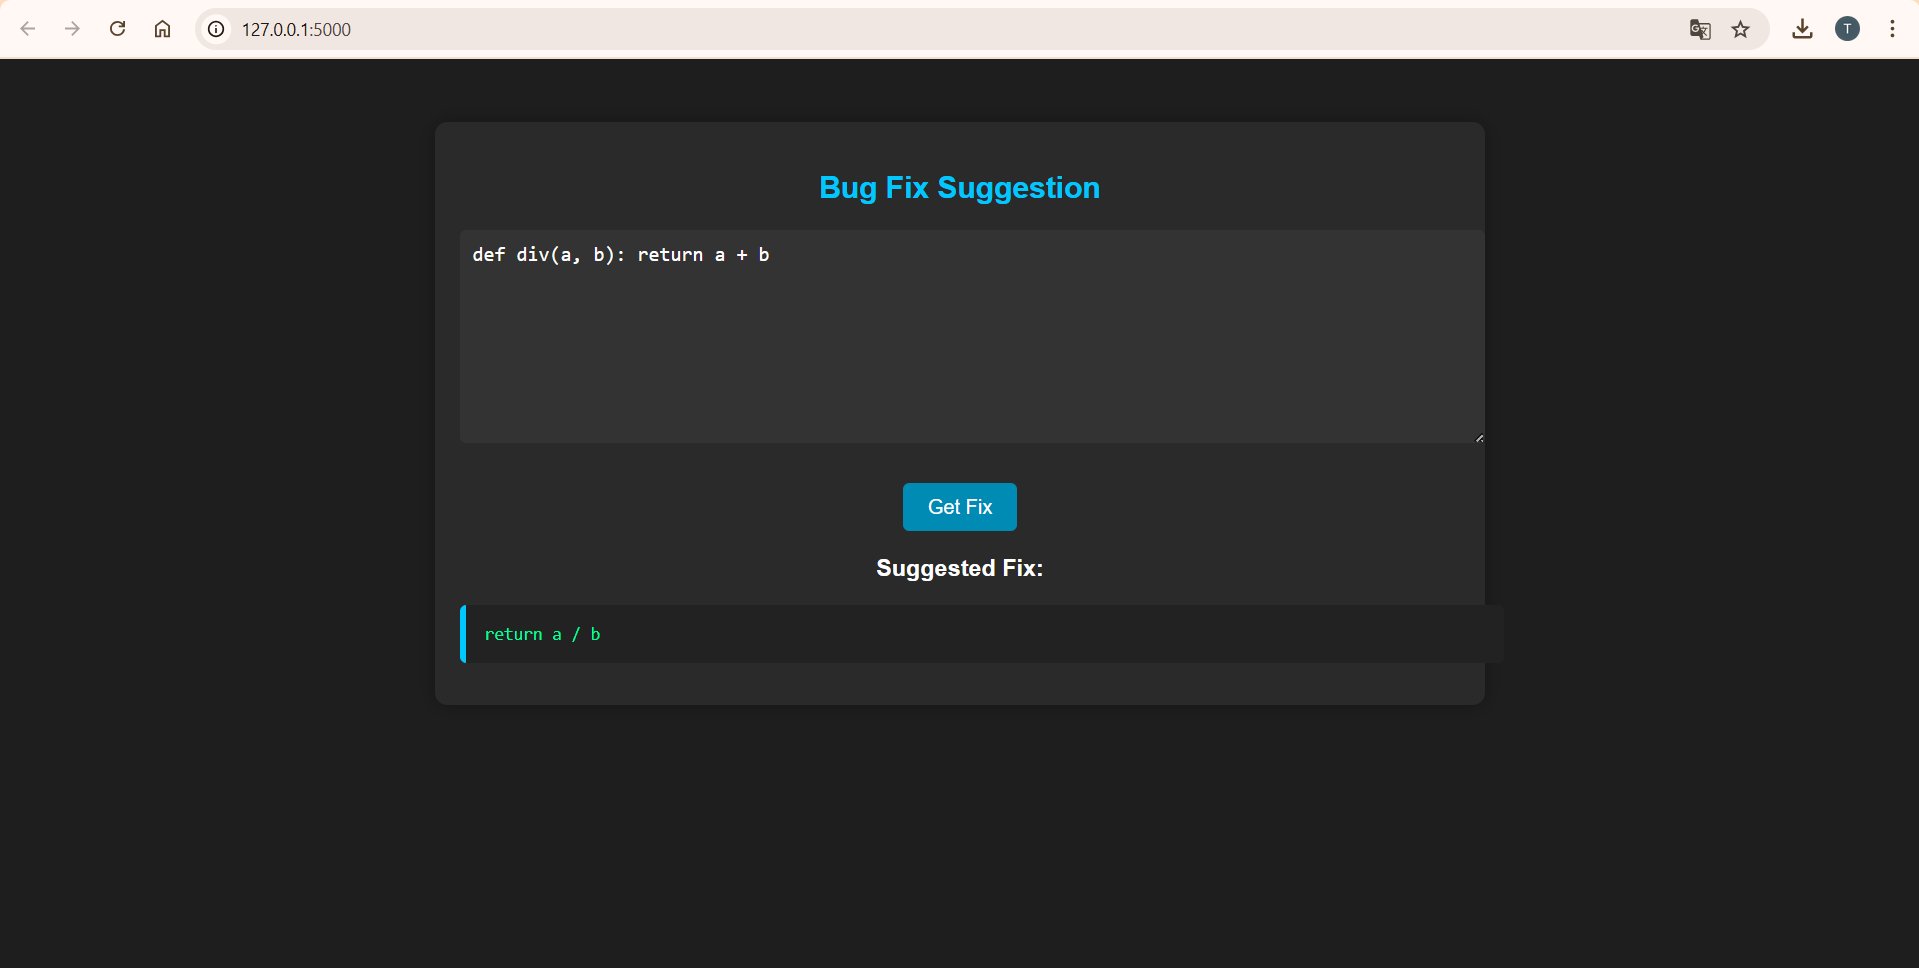 127.0.0.1:5000
T
Bug Fix Suggestion
def div(a, b): return a + b
Get Fix
Suggested Fix:
return a / b